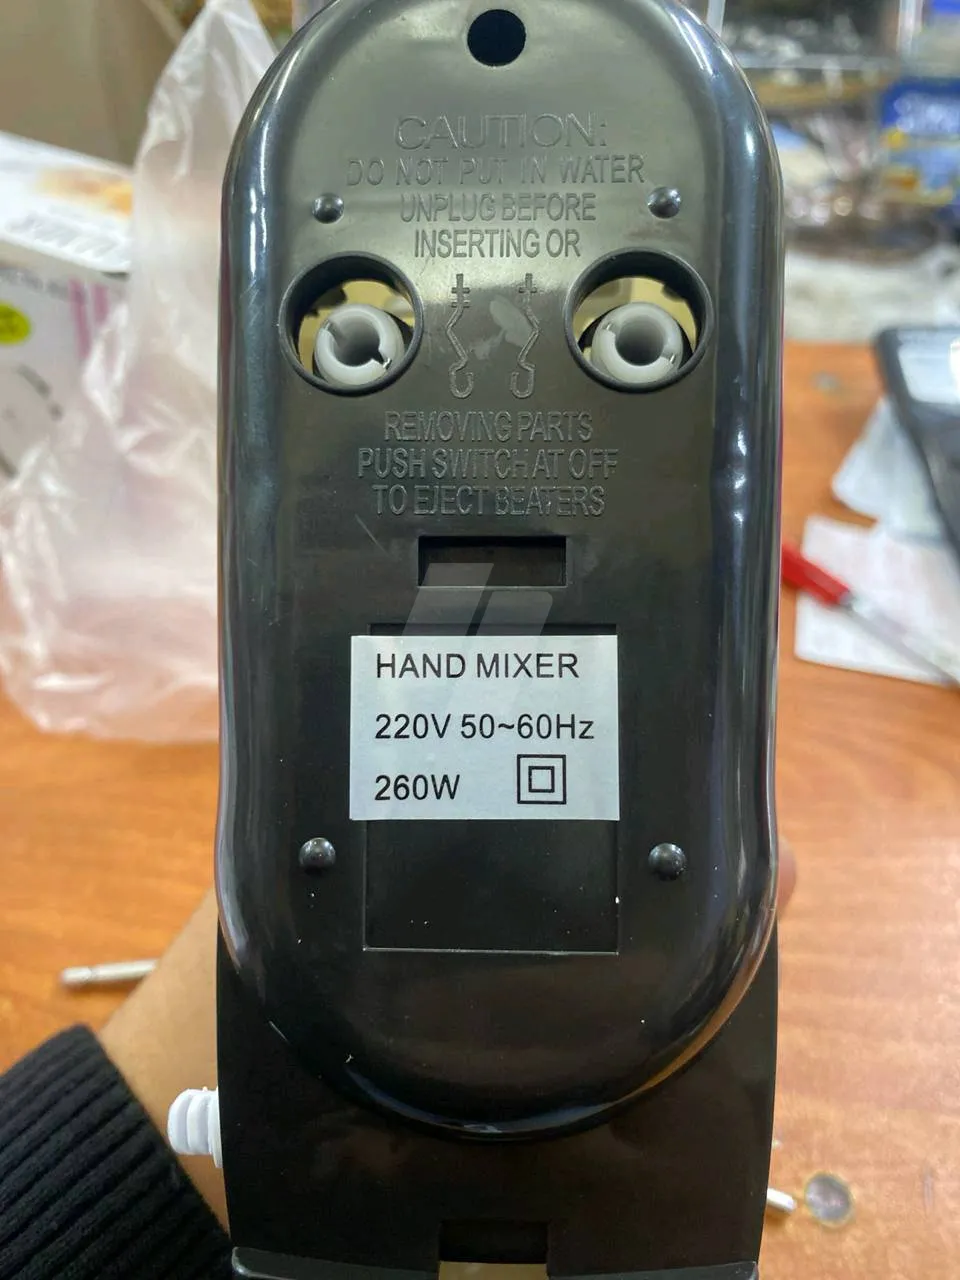 CAUTION:
DO NOT PUT IN WATER
UNPLUG BEFORE
INSERTING OR
REMOVING PARTS
PUSH SWITCH AT OFF
TO EJECT BEATERS
HAND MIXER
220V 50~60Hz
260W